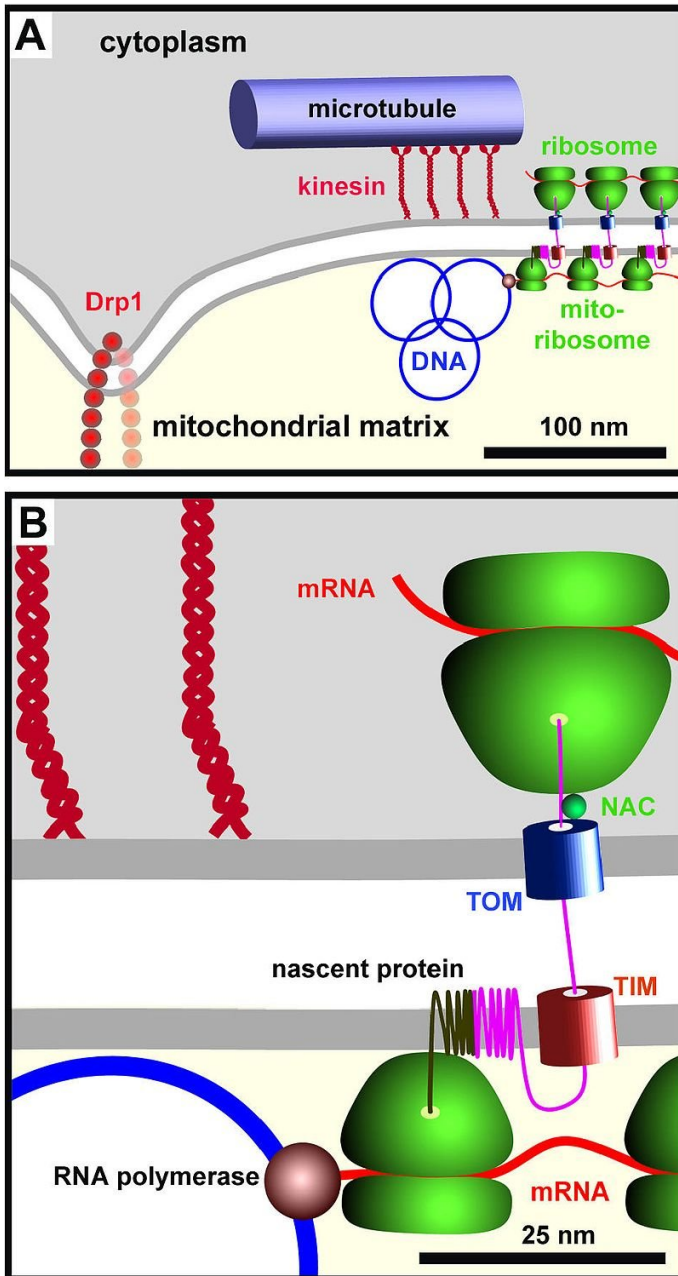 A
cytoplasm
microtubule
ribosome
kinesin
Drp1
DNA
mito-
ribosome
mitochondrial matrix
100 nm
B
mRNA
NAC
TOM
nascent protein
TIM
RNA polymerase
mRNA
25 nm